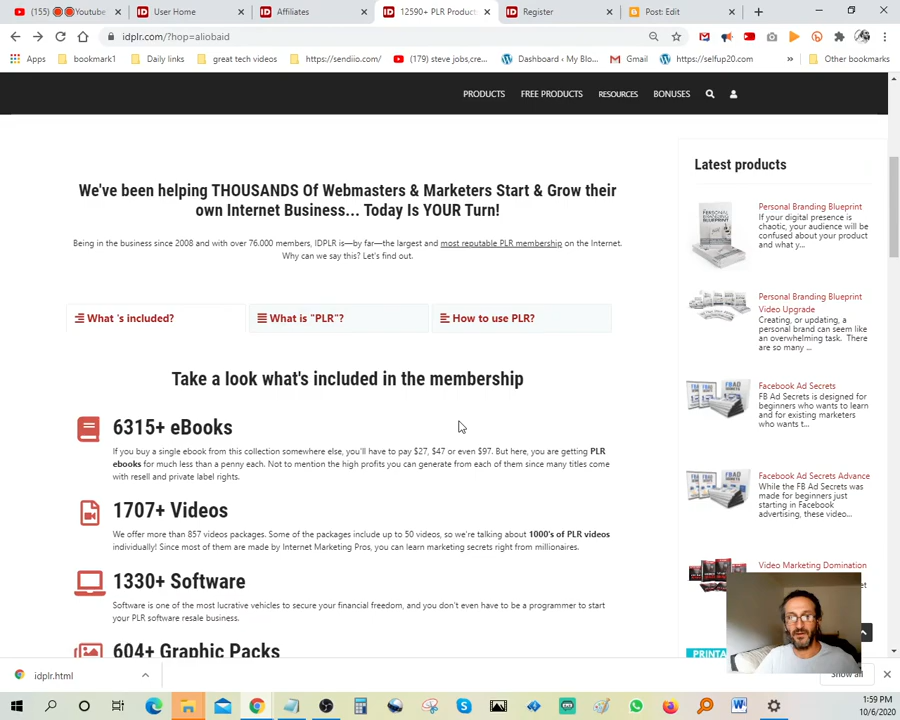 (155) Youtube
User Home
Affiliates
12590+ PLR Product
Register
Post: Edit
idplr.com/?hop=aliobaid
Apps
bookmark1
Daily links
great tech videos
https://sendiio.com/
(179) steve jobs,cre...
Dashboard ‹ My Blo...
Gmail
https://selfup20.com
»
Other bookmarks
PRODUCTS
FREE PRODUCTS
RESOURCES
BONUSES
We've been helping THOUSANDS Of Webmasters & Marketers Start & Grow their
own Internet Business... Today Is YOUR Turn!
Being in the business since 2008 and with over 76.000 members, IDPLR is—by far—the largest and most reputable PLR membership on the Internet.
Why can we say this? Let's find out.
What 's included?
What is "PLR"?
How to use PLR?
Take a look what's included in the membership
6315+ eBooks
If you buy a single ebook from this collection somewhere else, you'll have to pay $27, $47 or even $97. But here, you are getting PLR
ebooks for much less than a penny each. Not to mention the high profits you can generate from each of them since many titles come
with resell and private label rights.
1707+ Videos
We offer more than 857 videos packages. Some of the packages include up to 50 videos, so we're talking about 1000's of PLR videos
individually! Since most of them are made by Internet Marketing Pros, you can learn marketing secrets right from millionaires.
1330+ Software
Software is one of the most lucrative vehicles to secure your financial freedom, and you don't even have to be a programmer to start
your PLR software resale business.
604+ Graphic Packs
Latest products
Personal Branding Blueprint
If your digital presence is
chaotic, your audience will be
confused about your product
and what y...
Personal Branding Blueprint
Video Upgrade
Creating, or updating, a
personal brand can seem like
an overwhelming task. There
are so many ...
Facebook Ad Secrets
FB Ad Secrets is designed for
beginners who wants to learn
and for existing marketers
who wants t...
Facebook Ad Secrets Advance
While the FB Ad Secrets was
made for beginners just
starting in Facebook
advertising, these video...
Video Marketing Domination
PRINTAB
idplr.html
Show all
1:59 PM
10/6/2020